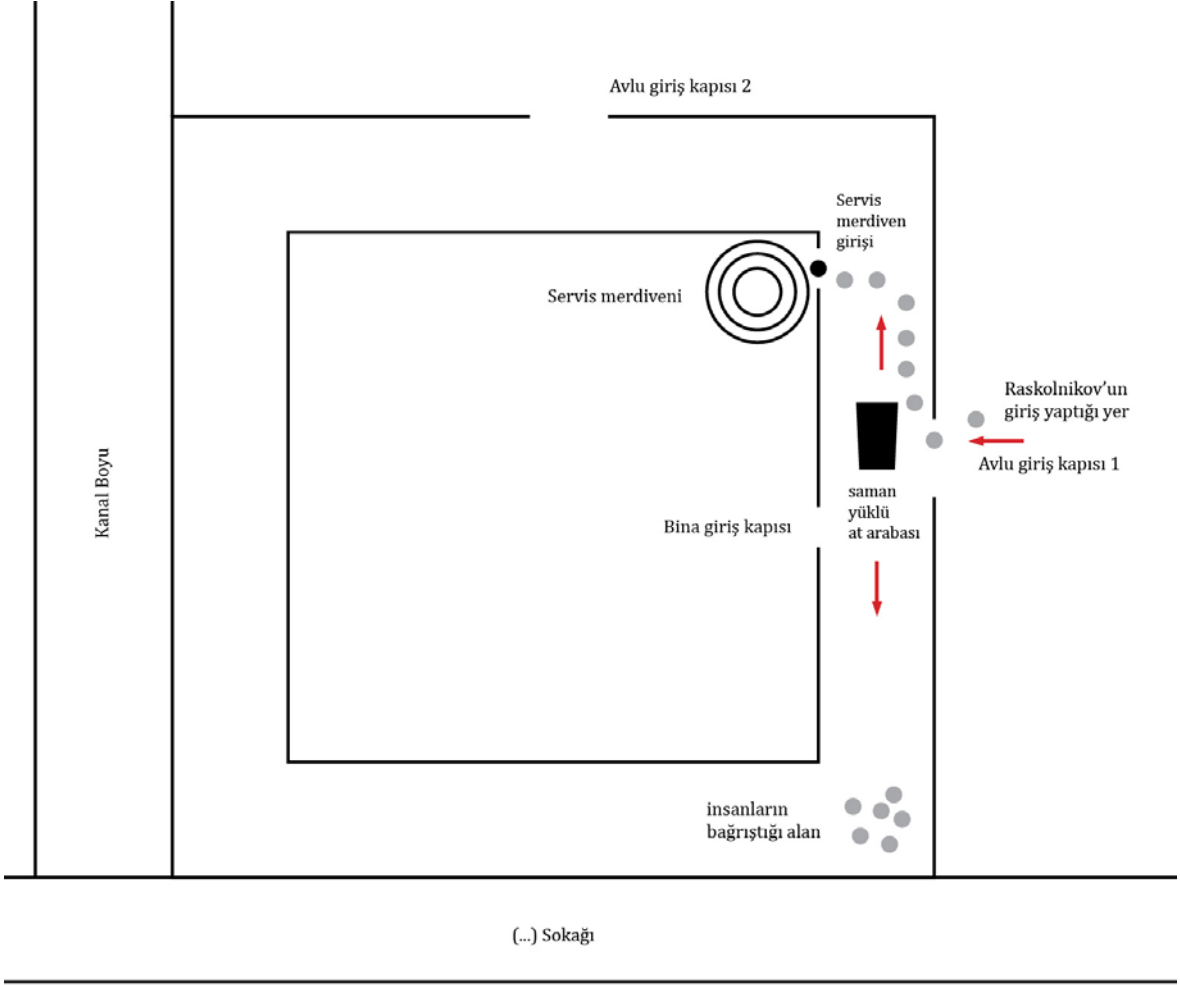 Avlu giriş kapısı 2
Servis
merdiven
girişi
Servis merdiveni
Raskolnikov’un
giriş yaptığı yer
Avlu giriş kapısı 1
Kanal Boyu
saman
yüklü
at arabası
Bina giriş kapısı
insanların
bağrıştığı alan
(...) Sokağı